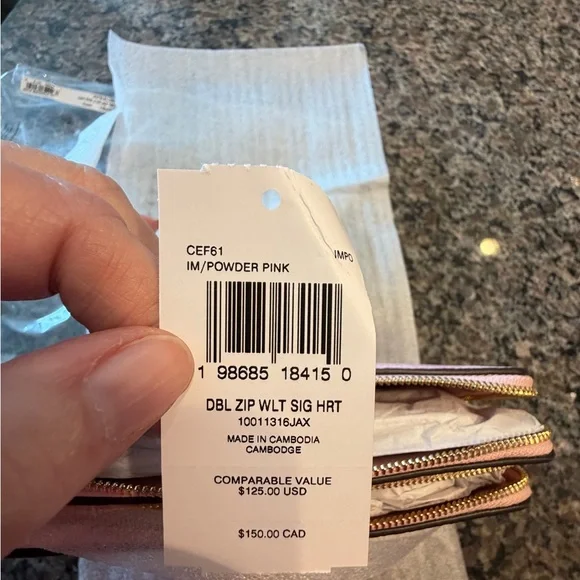 CEF61
IMPO
IM/POWDER PINK
1 98685 18415 0
DBL ZIP WLT SIG HRT
10011316JAX
MADE IN CAMBODIA
CAMBODGE
COMPARABLE VALUE
$125.00 USD
$150.00 CAD